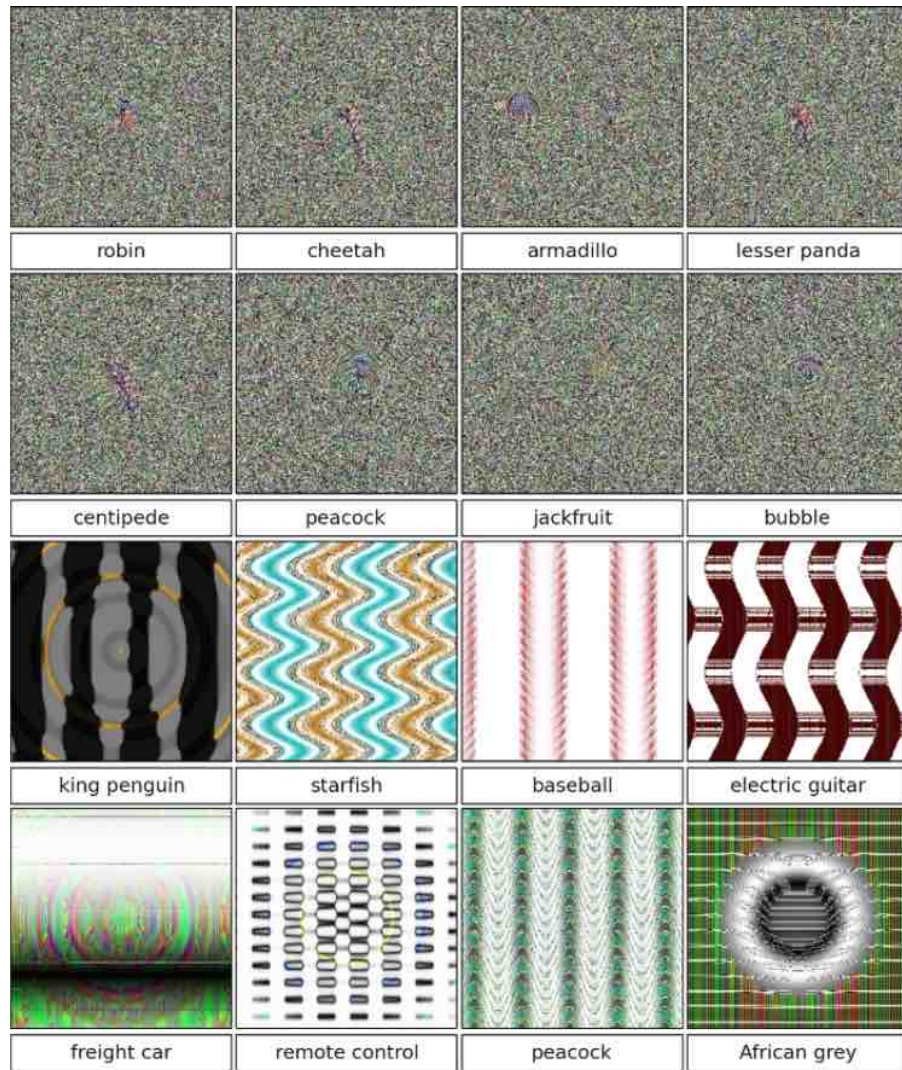 robin cheetah armadillo lesser panda
centipede peacock jackfruit bubble
king penguin starfish baseball electric guitar
freight car remote control peacock African grey